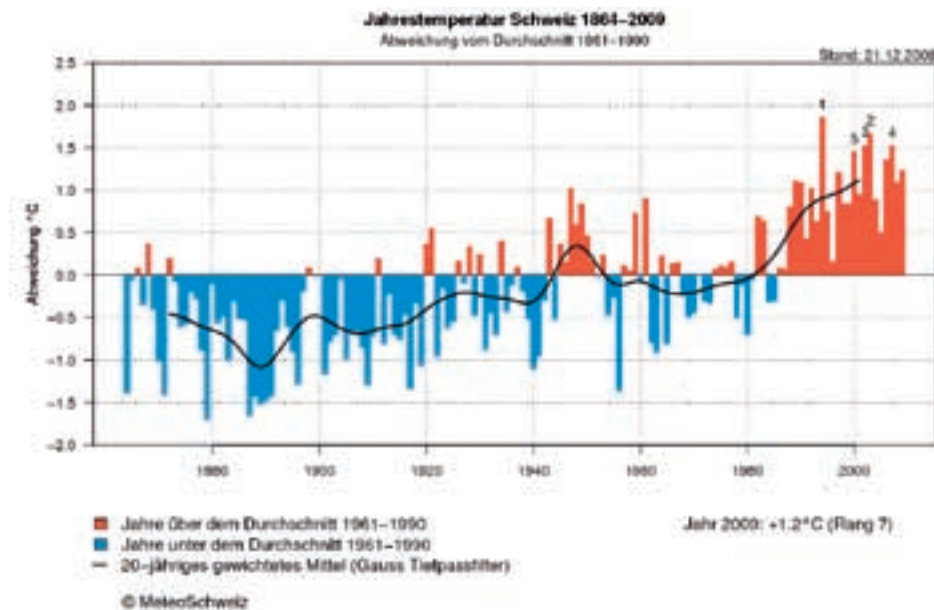 Jahrestemperatur Schweiz 1864–2009
Abweichung vom Durchschnitt 1961–1990
Stand: 21.12.2009
Abweichung °C
2.5
2.0
1.5
1.0
0.5
0.0
−0.5
−1.0
−1.5
−2.0
1
5
2
4
1880
1900
1920
1940
1960
1980
2000
Jahre über dem Durchschnitt 1961–1990
Jahre unter dem Durchschnitt 1961–1990
20–jähriges gewichtetes Mittel (Gauss Tiefpassfilter)
Jahr 2009: +1.2°C (Rang 7)
© MeteoSchweiz